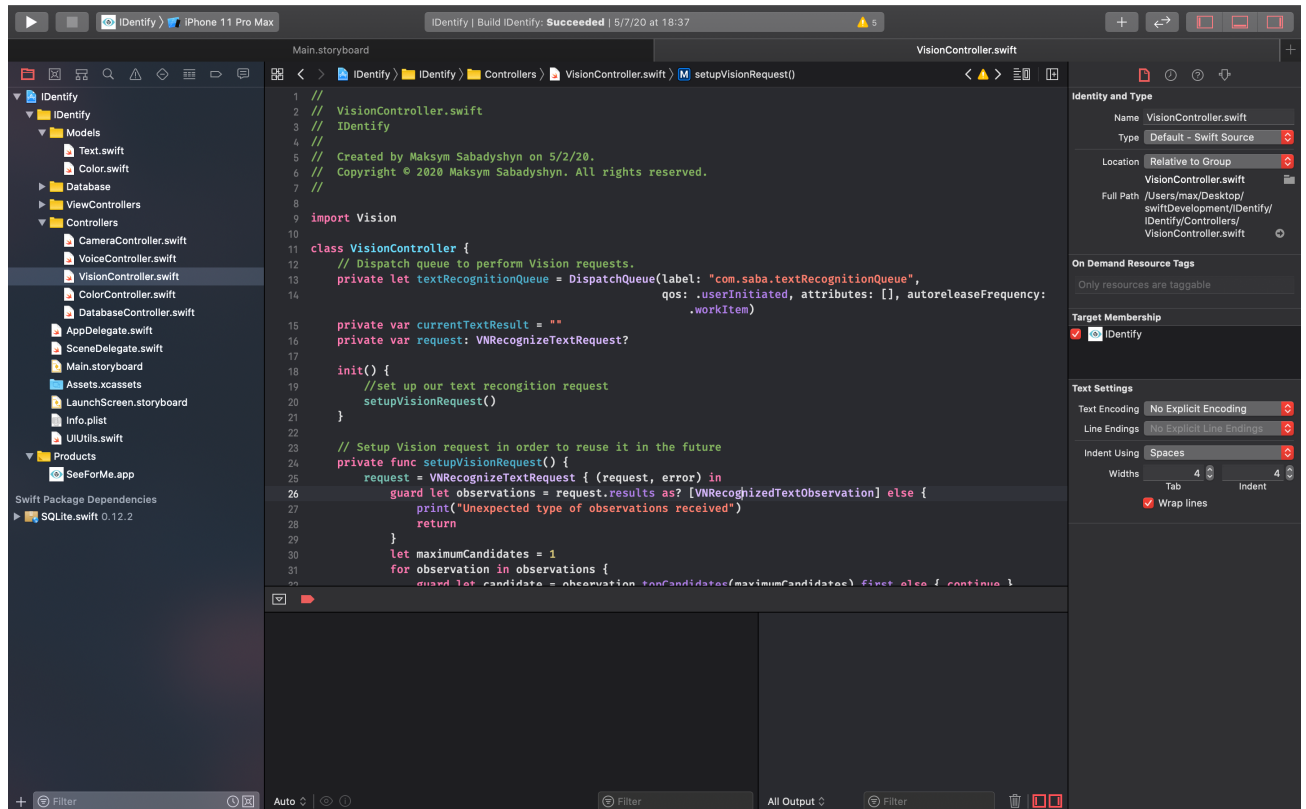 IDentify 〉 iPhone 11 Pro Max
IDentify | Build IDentify: Succeeded | 5/7/20 at 18:37
5
Main.storyboard
VisionController.swift
IDentify
IDentify
Models
Text.swift
Color.swift
Database
ViewControllers
Controllers
CameraController.swift
VoiceController.swift
VisionController.swift
ColorController.swift
DatabaseController.swift
AppDelegate.swift
SceneDelegate.swift
Main.storyboard
Assets.xcassets
LaunchScreen.storyboard
Info.plist
UIUtils.swift
Products
SeeForMe.app
Swift Package Dependencies
SQLite.swift 0.12.2
Filter
IDentify 〉 IDentify 〉 Controllers 〉 VisionController.swift 〉 M setupVisionRequest()
1 //
2 //  VisionController.swift
3 //  IDentify
4 //
5 //  Created by Maksym Sabadyshyn on 5/2/20.
6 //  Copyright © 2020 Maksym Sabadyshyn. All rights reserved.
7 //
8
9 import Vision
10
11 class VisionController {
12     // Dispatch queue to perform Vision requests.
13     private let textRecognitionQueue = DispatchQueue(label: "com.saba.textRecognitionQueue",
14 qos: .userInitiated, attributes: [], autoreleaseFrequency:
.workItem)
15     private var currentTextResult = ""
16     private var request: VNRecognizeTextRequest?
17
18     init() {
19         //set up our text recongition request
20         setupVisionRequest()
21     }
22
23     // Setup Vision request in order to reuse it in the future
24     private func setupVisionRequest() {
25         request = VNRecognizeTextRequest { (request, error) in
26             guard let observations = request.results as? [VNRecognizedTextObservation] else {
27                 print("Unexpected type of observations received")
28                 return
29             }
30             let maximumCandidates = 1
31             for observation in observations {
32                 guard let candidate = observation.topCandidates(maximumCandidates).first else { continue }
Auto
Filter
All Output
Filter
Identity and Type
Name VisionController.swift
Type Default - Swift Source
Location Relative to Group
VisionController.swift
Full Path /Users/max/Desktop/
swiftDevelopment/IDentify/
IDentify/Controllers/
VisionController.swift
On Demand Resource Tags
Only resources are taggable
Target Membership
IDentify
Text Settings
Text Encoding No Explicit Encoding
Line Endings No Explicit Line Endings
Indent Using Spaces
Widths 4 4
Tab Indent
Wrap lines